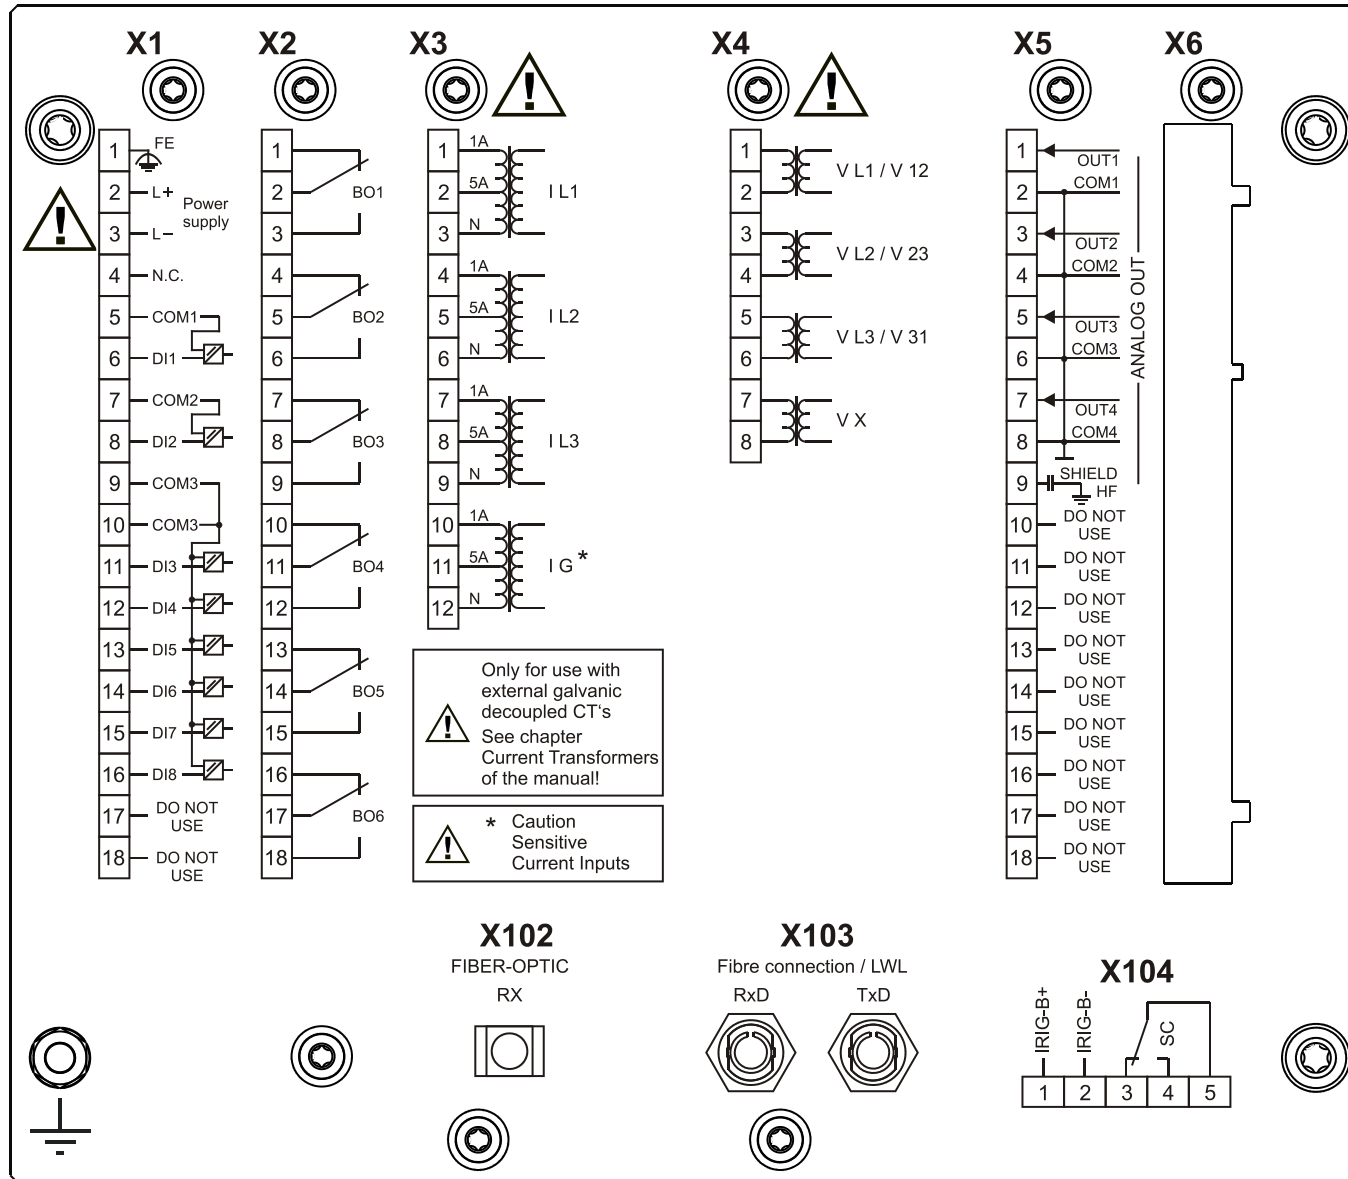 X1
X2
X3
X4
X5
X6
1
FE
2
L+
Power
supply
3
L−
4
N.C.
5
COM1
6
DI1
7
COM2
8
DI2
9
COM3
10
COM3
11
DI3
12
DI4
13
DI5
14
DI6
15
DI7
16
DI8
17
DO NOT
USE
18
DO NOT
USE
1
2
BO1
3
4
5
BO2
6
7
8
BO3
9
10
11
BO4
12
13
14
BO5
15
16
17
BO6
18
1
1A
2
5A
I L1
3
N
4
1A
5
5A
I L2
6
N
7
1A
8
5A
I L3
9
N
10
1A
11
5A
I G *
12
N
Only for use with
external galvanic
decoupled CT‘s
See chapter
Current Transformers
of the manual!
* Caution
Sensitive
Current Inputs
1
V L1 / V 12
2
3
V L2 / V 23
4
5
V L3 / V 31
6
7
V X
8
1
OUT1
2
COM1
3
OUT2
4
COM2
5
OUT3
6
COM3
7
OUT4
8
COM4
ANALOG OUT
9
SHIELD
HF
10
DO NOT
USE
11
DO NOT
USE
12
DO NOT
USE
13
DO NOT
USE
14
DO NOT
USE
15
DO NOT
USE
16
DO NOT
USE
17
DO NOT
USE
18
DO NOT
USE
X102
FIBER-OPTIC
RX
X103
Fibre connection / LWL
RxD
TxD
X104
IRIG-B+
IRIG-B-
SC
1
2
3
4
5